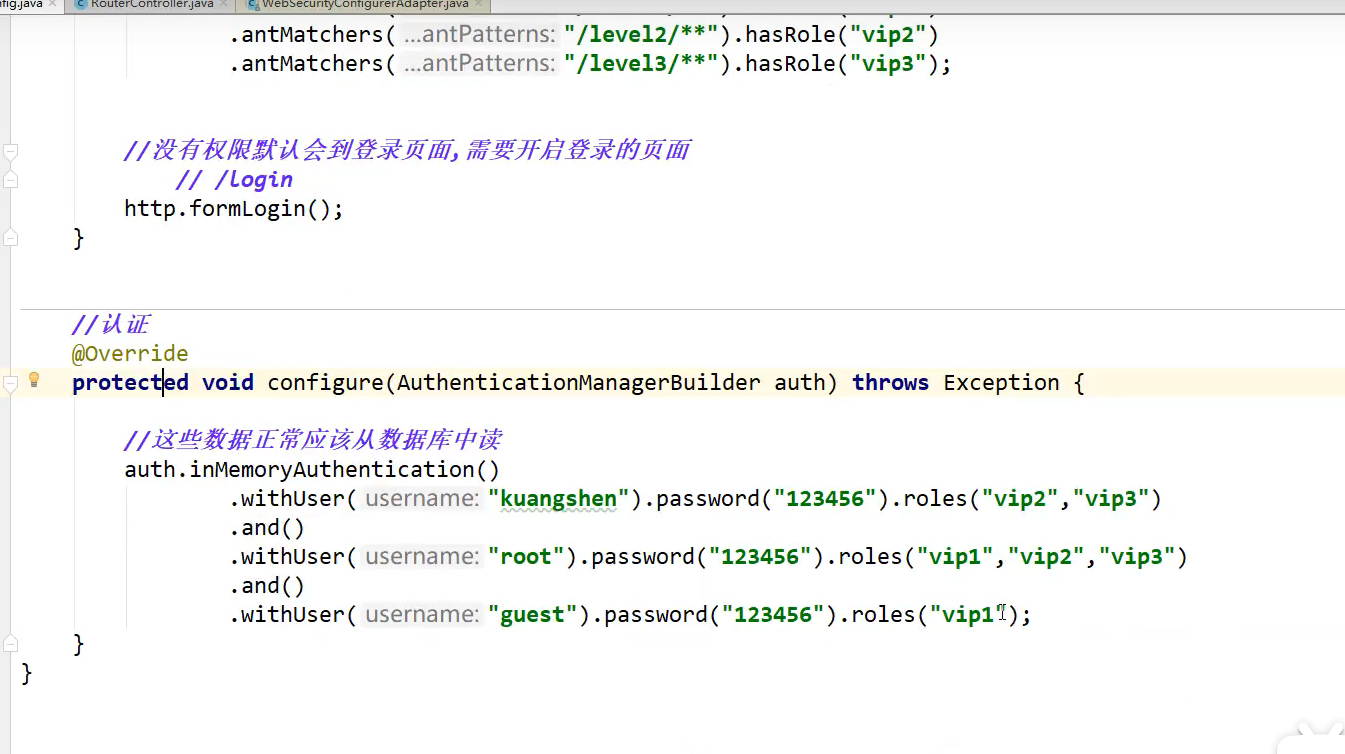 fig.java RouterController.java WebSecurityConfigurerAdapter.java
.antMatchers( ...antPatterns: "/level2/**").hasRole("vip2")
.antMatchers( ...antPatterns: "/level3/**").hasRole("vip3");
//没有权限默认会到登录页面,需要开启登录的页面
// /login
http.formLogin();
}
//认证
@Override
protected void configure(AuthenticationManagerBuilder auth) throws Exception {
//这些数据正常应该从数据库中读
auth.inMemoryAuthentication()
.withUser( username: "kuangshen").password("123456").roles("vip2","vip3")
.and()
.withUser( username: "root").password("123456").roles("vip1","vip2","vip3")
.and()
.withUser( username: "guest").password("123456").roles("vip1");
}
}